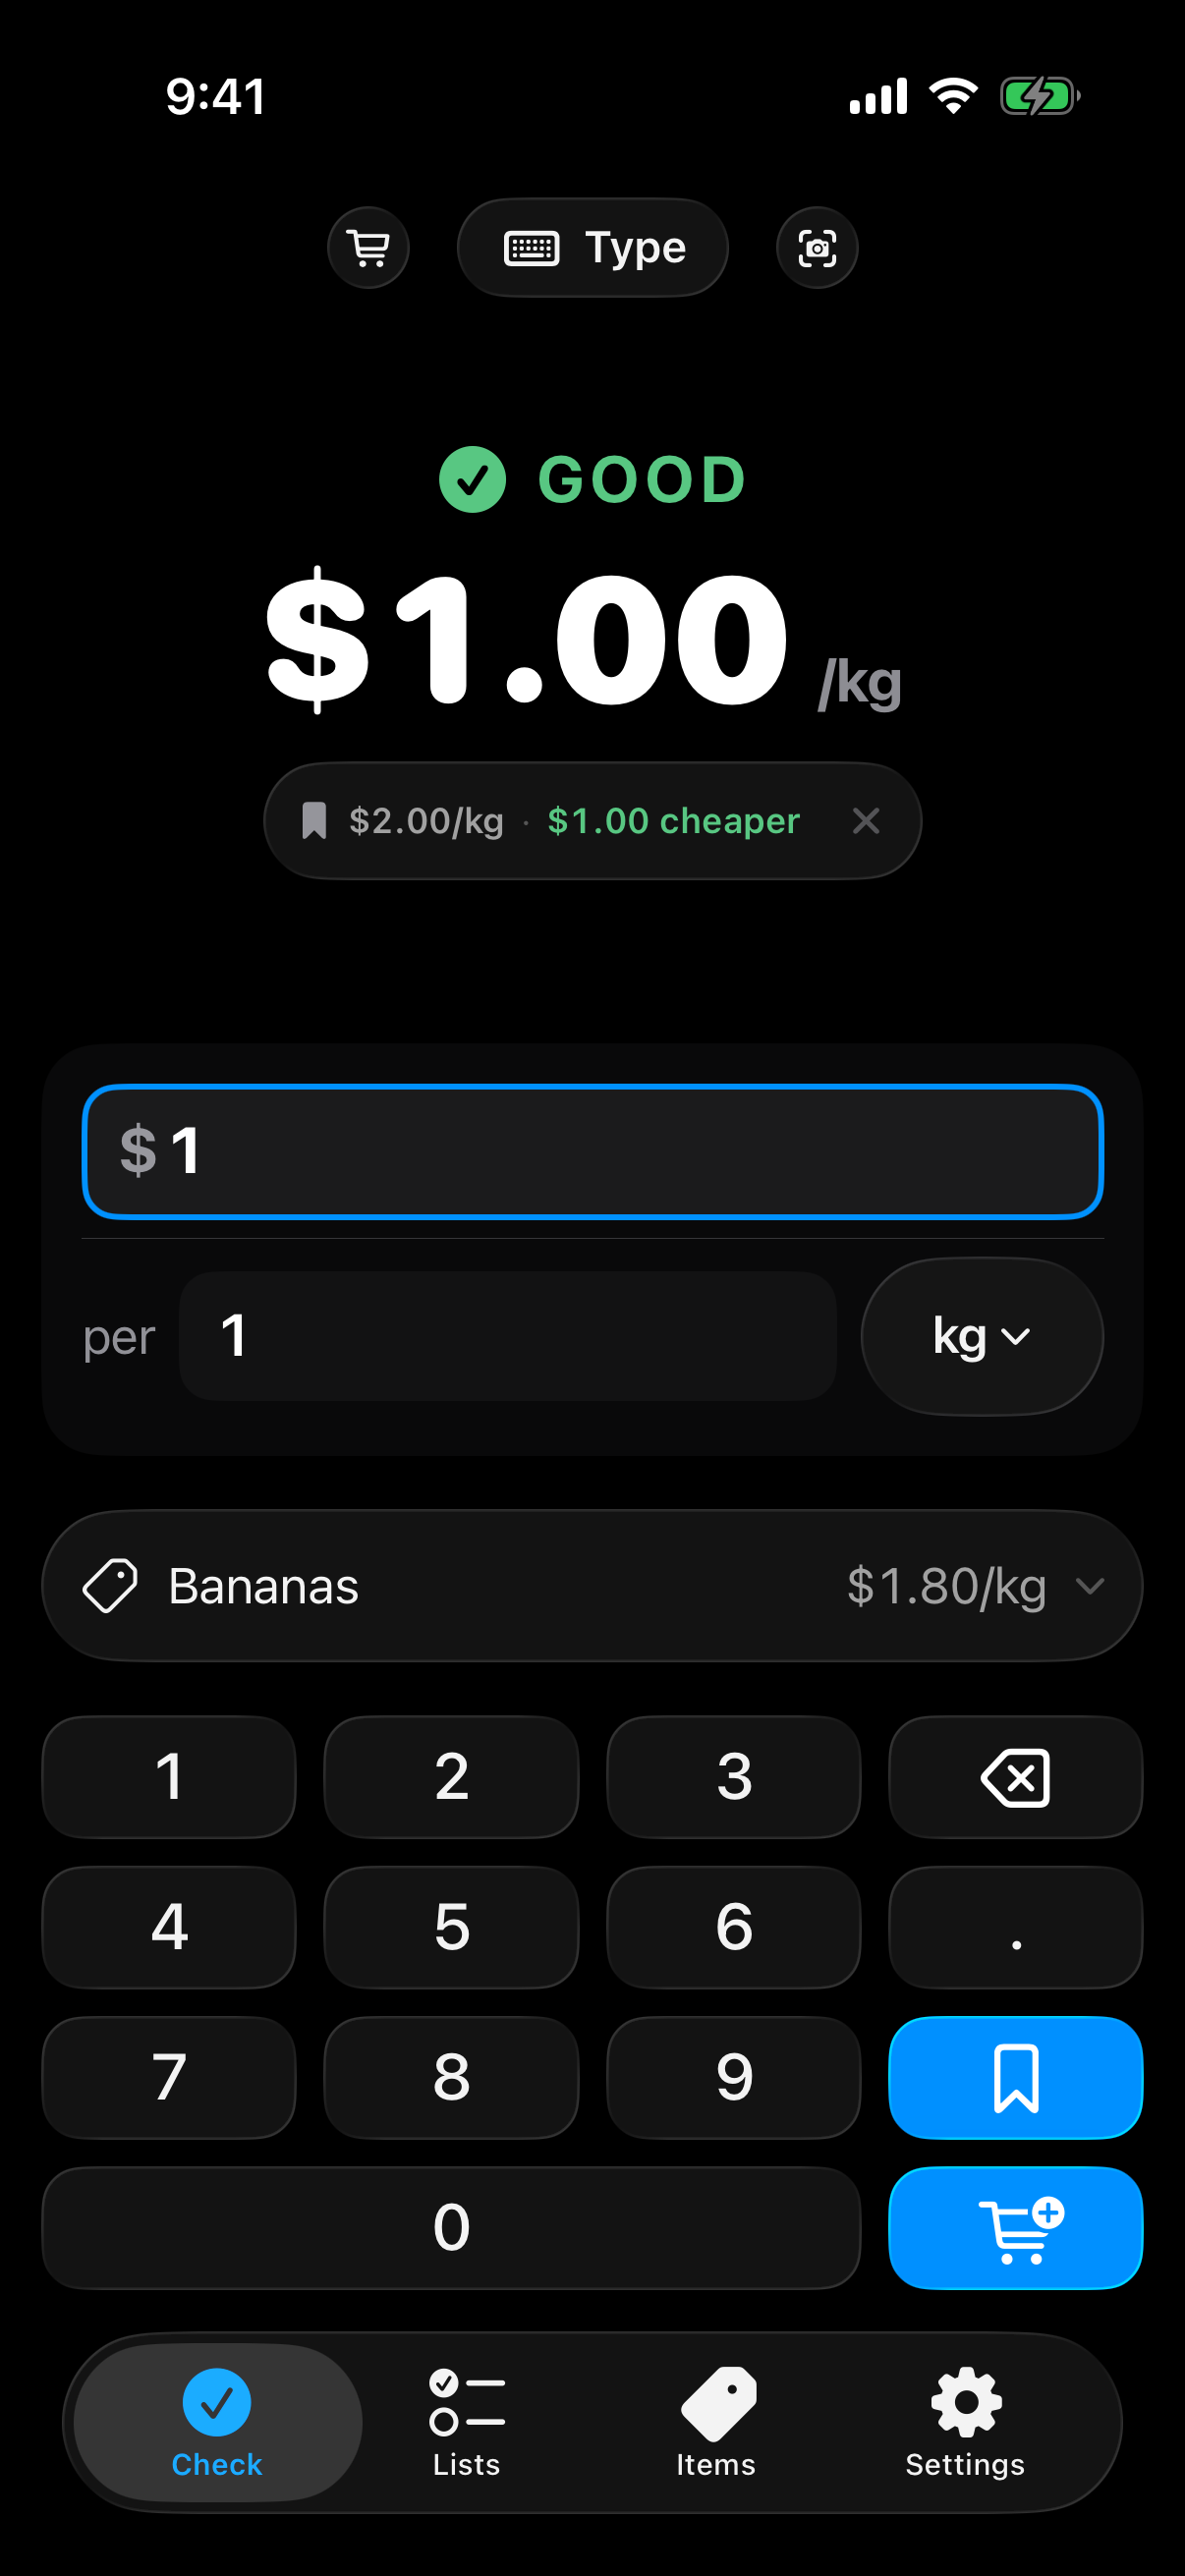 9:41
Type
GOOD
$1.00 /kg
$2.00/kg · $1.00 cheaper
$ 1
per 1 kg
Bananas $1.80/kg
1 2 3
4 5 6 .
7 8 9
0
Check Lists Items Settings